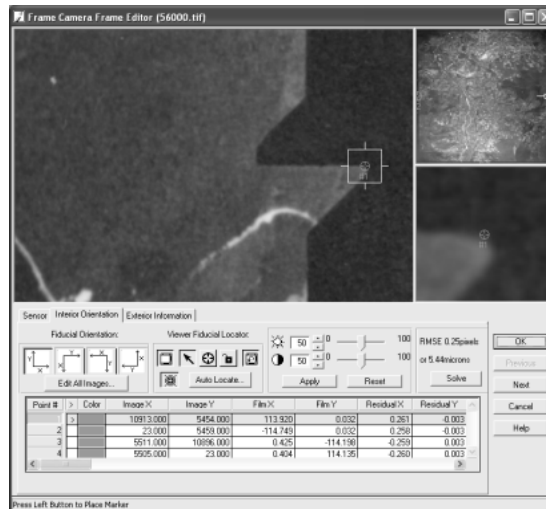 Frame Camera Frame Editor (56000.tif)
Sensor Interior Orientation Exterior Information
Fiducial Orientation: Viewer Fiducial Locator:
50 0 100 RMSE 0.25pixels OK
50 0 100 or 5.44microns Previous
Edit All Images... Auto Locate... Apply Reset Solve Next
Point # > Color Image X Image Y Film X Film Y Residual X Residual Y Cancel
> 10913.000 5454.000 113.920 0.032 0.261 -0.003 Help
2 23.000 5459.000 -114.749 0.032 0.258 -0.003
3 5511.000 10896.000 0.425 -114.198 -0.259 0.003
4 5505.000 23.000 0.404 114.135 -0.260 0.003
Press Left Button to Place Marker